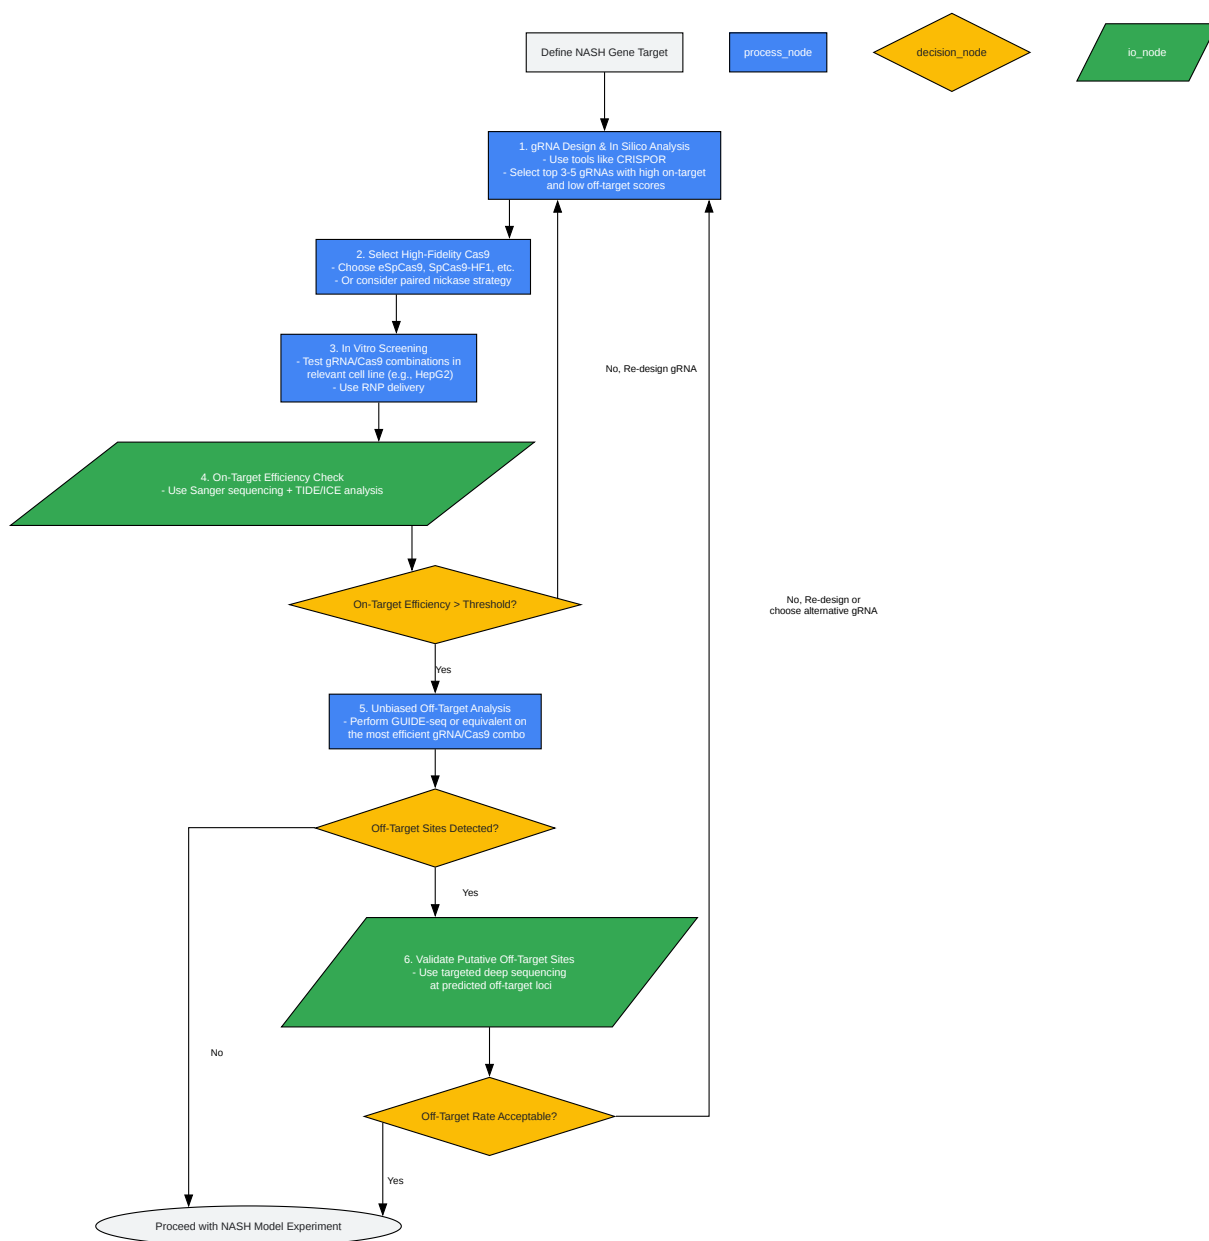 Define NASH Gene Target
process_node
decision_node
io_node
1. gRNA Design & In Silico Analysis
- Use tools like CRISPOR
- Select top 3-5 gRNAs with high on-target
and low off-target scores
2. Select High-Fidelity Cas9
- Choose eSpCas9, SpCas9-HF1, etc.
- Or consider paired nickase strategy
3. In Vitro Screening
- Test gRNA/Cas9 combinations in
relevant cell line (e.g., HepG2)
- Use RNP delivery
No, Re-design gRNA
4. On-Target Efficiency Check
- Use Sanger sequencing + TIDE/ICE analysis
On-Target Efficiency > Threshold?
No, Re-design or
choose alternative gRNA
Yes
5. Unbiased Off-Target Analysis
- Perform GUIDE-seq or equivalent on
the most efficient gRNA/Cas9 combo
Off-Target Sites Detected?
Yes
6. Validate Putative Off-Target Sites
- Use targeted deep sequencing
at predicted off-target loci
No
Off-Target Rate Acceptable?
Yes
Proceed with NASH Model Experiment